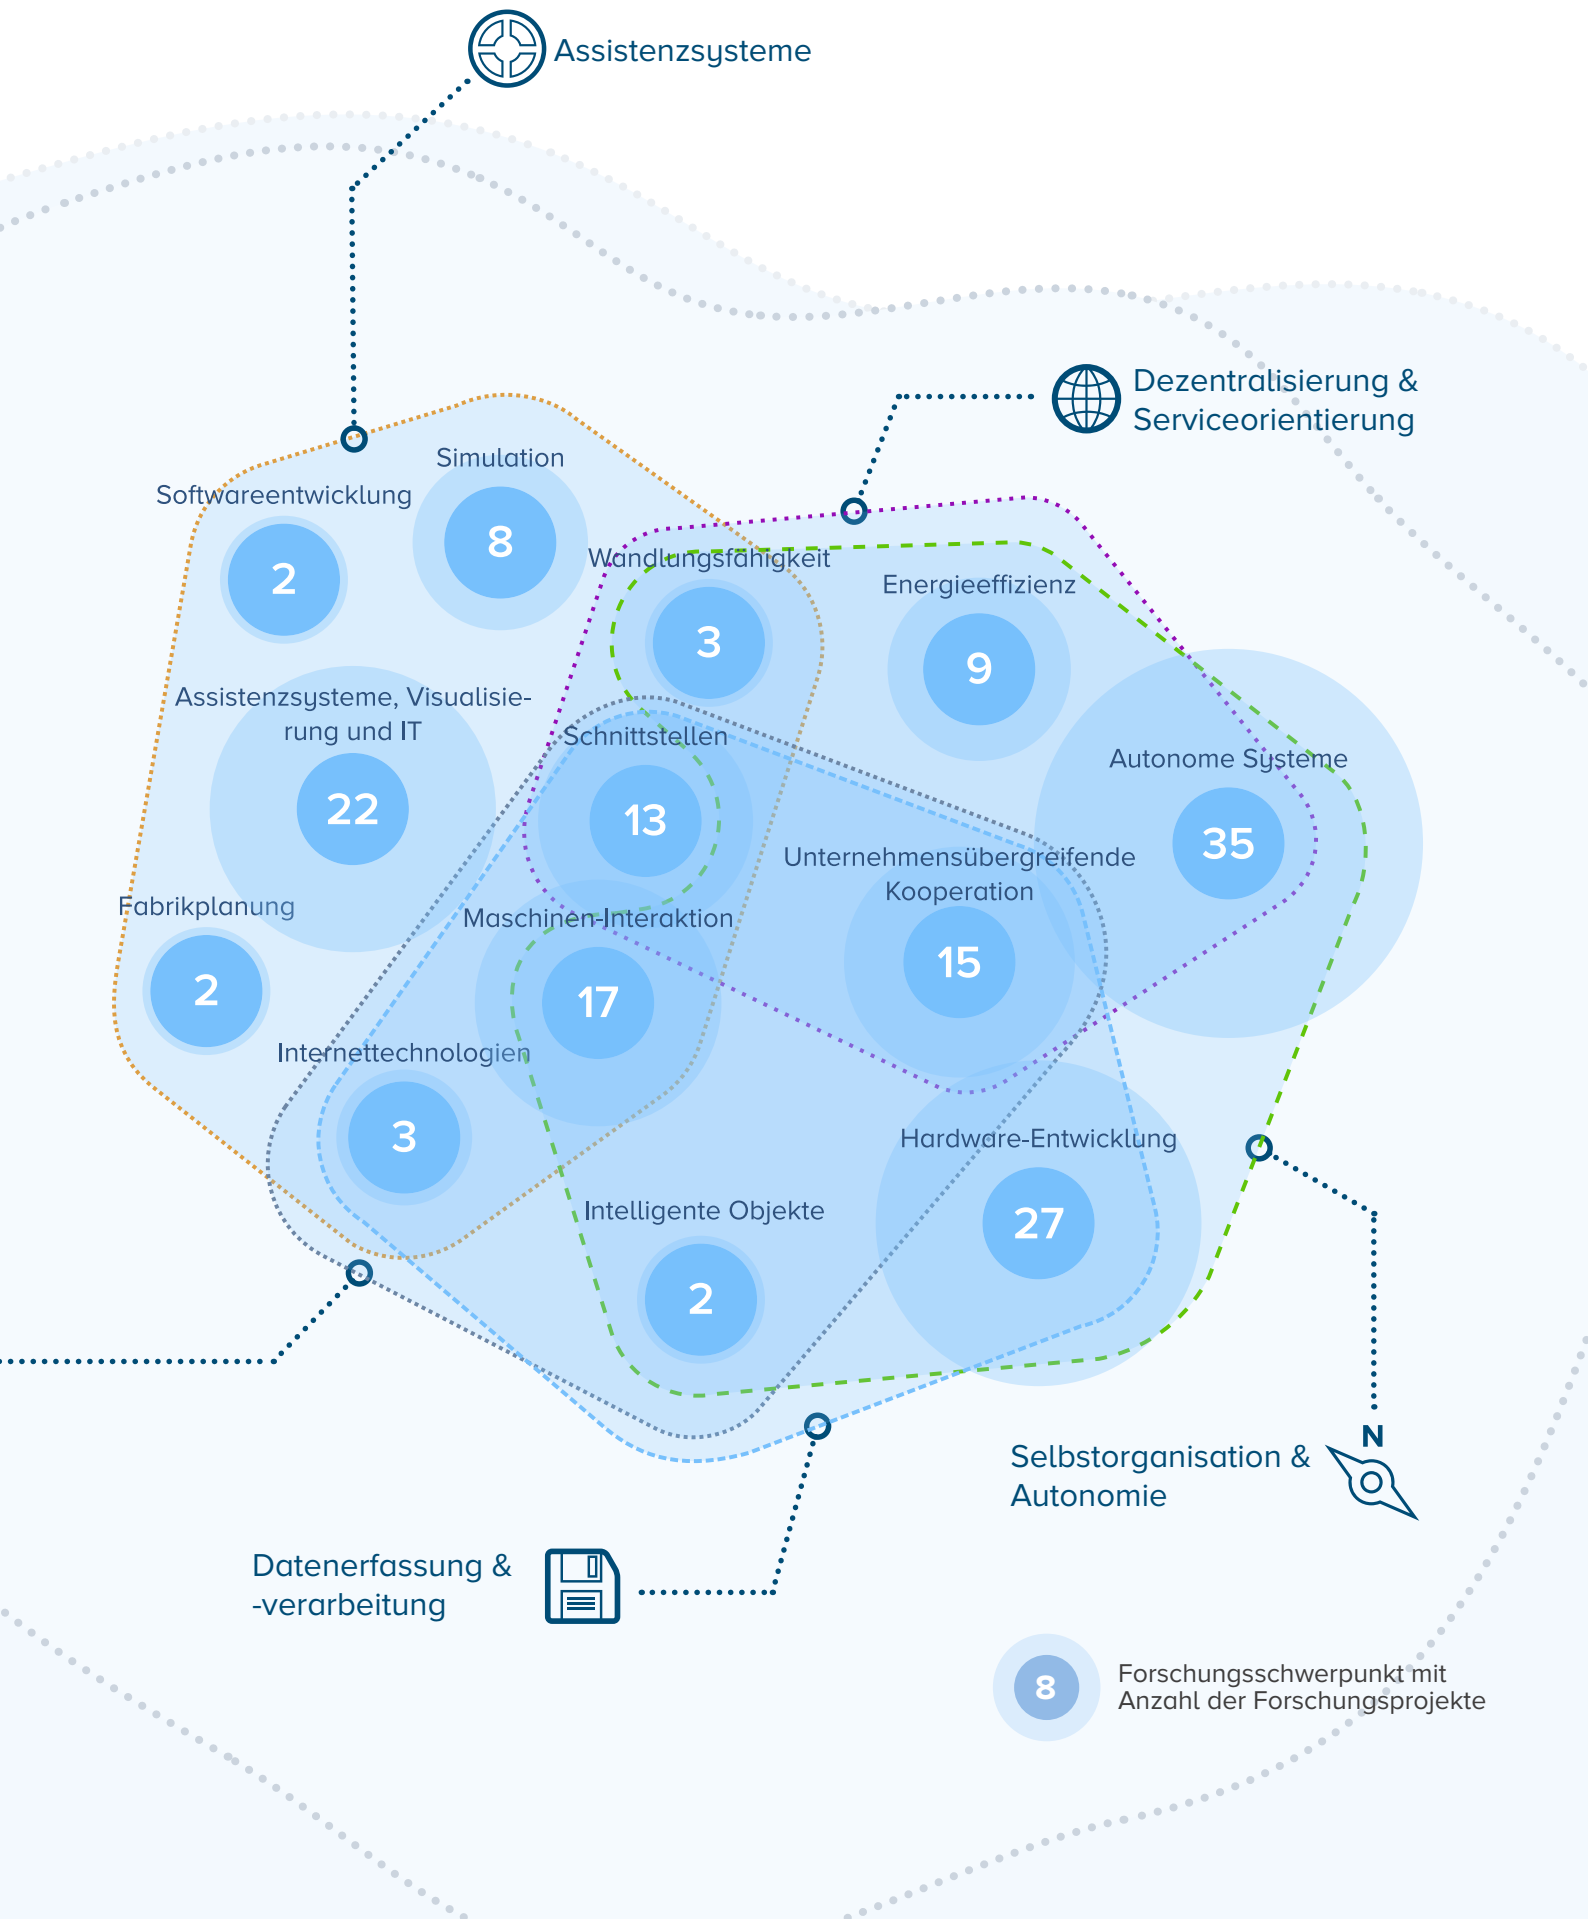 Assistenzsysteme
Dezentralisierung &
Serviceorientierung
Simulation
Softwareentwicklung
8
2
Wandlungsfähigkeit
3
Energieeffizienz
9
Assistenzsysteme, Visualisie-
rung und IT
22
Schnittstellen
13
Autonome Systeme
35
Unternehmensübergreifende
Kooperation
15
Fabrikplanung
2
Maschinen-Interaktion
17
Internettechnologien
3
Hardware-Entwicklung
27
Intelligente Objekte
2
N
Selbstorganisation &
Autonomie
Datenerfassung &
-verarbeitung
8
Forschungsschwerpunkt mit
Anzahl der Forschungsprojekte